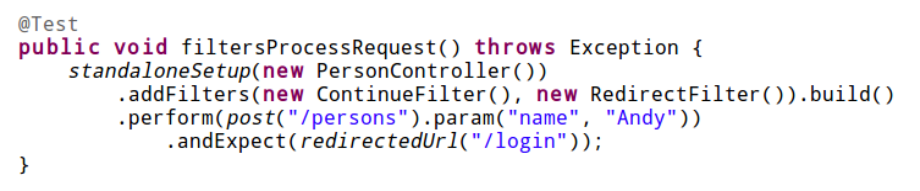 @Test
public void filtersProcessRequest() throws Exception {
    standaloneSetup(new PersonController())
        .addFilters(new ContinueFilter(), new RedirectFilter()).build()
        .perform(post("/persons").param("name", "Andy"))
            .andExpect(redirectedUrl("/login"));
}